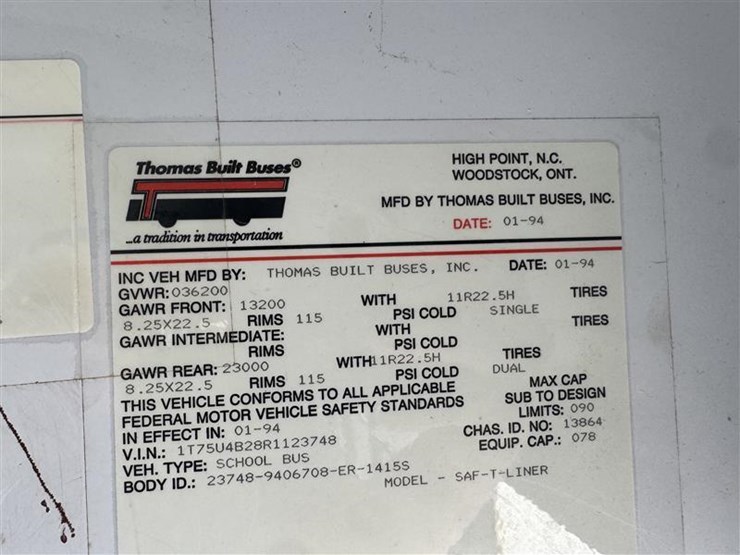 Thomas Built Buses®
...a tradition in transportation
HIGH POINT, N.C.
WOODSTOCK, ONT.
MFD BY THOMAS BUILT BUSES, INC.
DATE: 01-94
INC VEH MFD BY: THOMAS BUILT BUSES, INC. DATE: 01-94
GVWR: 036200
GAWR FRONT: 13200 WITH 11R22.5H TIRES
8.25X22.5 RIMS 115 PSI COLD SINGLE
GAWR INTERMEDIATE: WITH TIRES
RIMS PSI COLD
GAWR REAR: 23000 WITH 11R22.5H TIRES
8.25X22.5 RIMS 115 PSI COLD DUAL
THIS VEHICLE CONFORMS TO ALL APPLICABLE
FEDERAL MOTOR VEHICLE SAFETY STANDARDS
IN EFFECT IN: 01-94
MAX CAP
SUB TO DESIGN
LIMITS: 090
V.I.N.: 1T75U4B28R1123748 CHAS. ID. NO: 13864
VEH. TYPE: SCHOOL BUS EQUIP. CAP.: 078
BODY ID.: 23748-9406708-ER-1415S MODEL - SAF-T-LINER